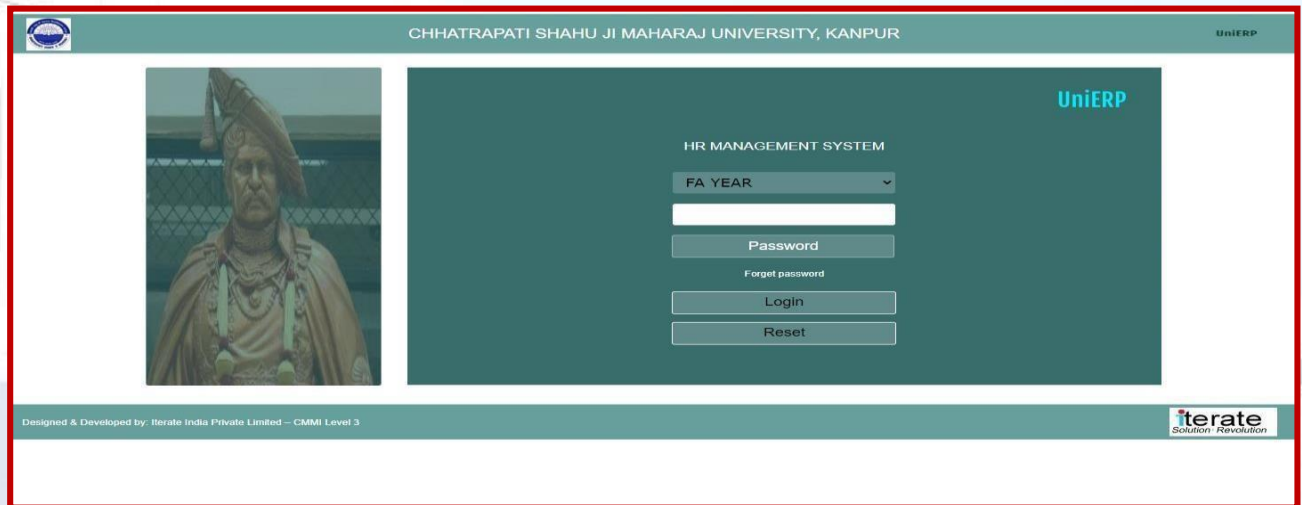 CHHATRAPATI SHAHU JI MAHARAJ UNIVERSITY, KANPUR
UniERP
UniERP
HR MANAGEMENT SYSTEM
FA YEAR
Password
Forget password
Login
Reset
Designed & Developed by: Iterate India Private Limited – CMMI Level 3
iterate
Solution Revolution